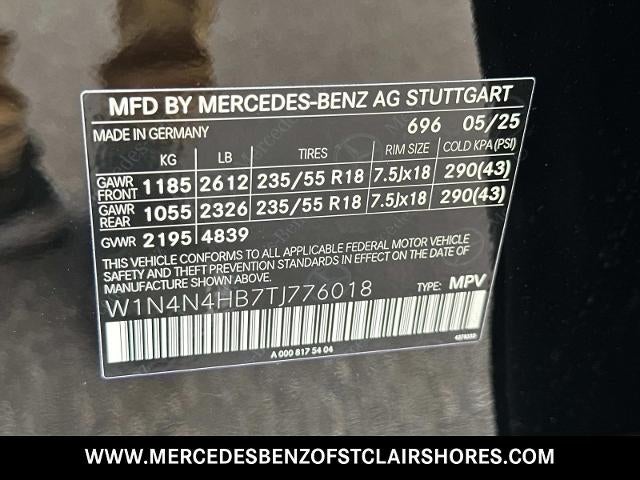 MFD BY MERCEDES-BENZ AG STUTTGART
MADE IN GERMANY 696 05/25
KG LB TIRES RIM SIZE COLD KPA(PSI)
GAWR FRONT 1185 2612 235/55 R18 7.5Jx18 290(43)
GAWR REAR 1055 2326 235/55 R18 7.5Jx18 290(43)
GVWR 2195 4839
THIS VEHICLE CONFORMS TO ALL APPLICABLE FEDERAL MOTOR VEHICLE
SAFETY AND THEFT PREVENTION STANDARDS IN EFFECT ON THE DATE OF
MANUFACTURE SHOWN ABOVE.
W1N4N4HB7TJ776018 TYPE: MPV
A 000 817 54 04
WWW.MERCEDESBENZOFSTCLAIRSHORES.COM